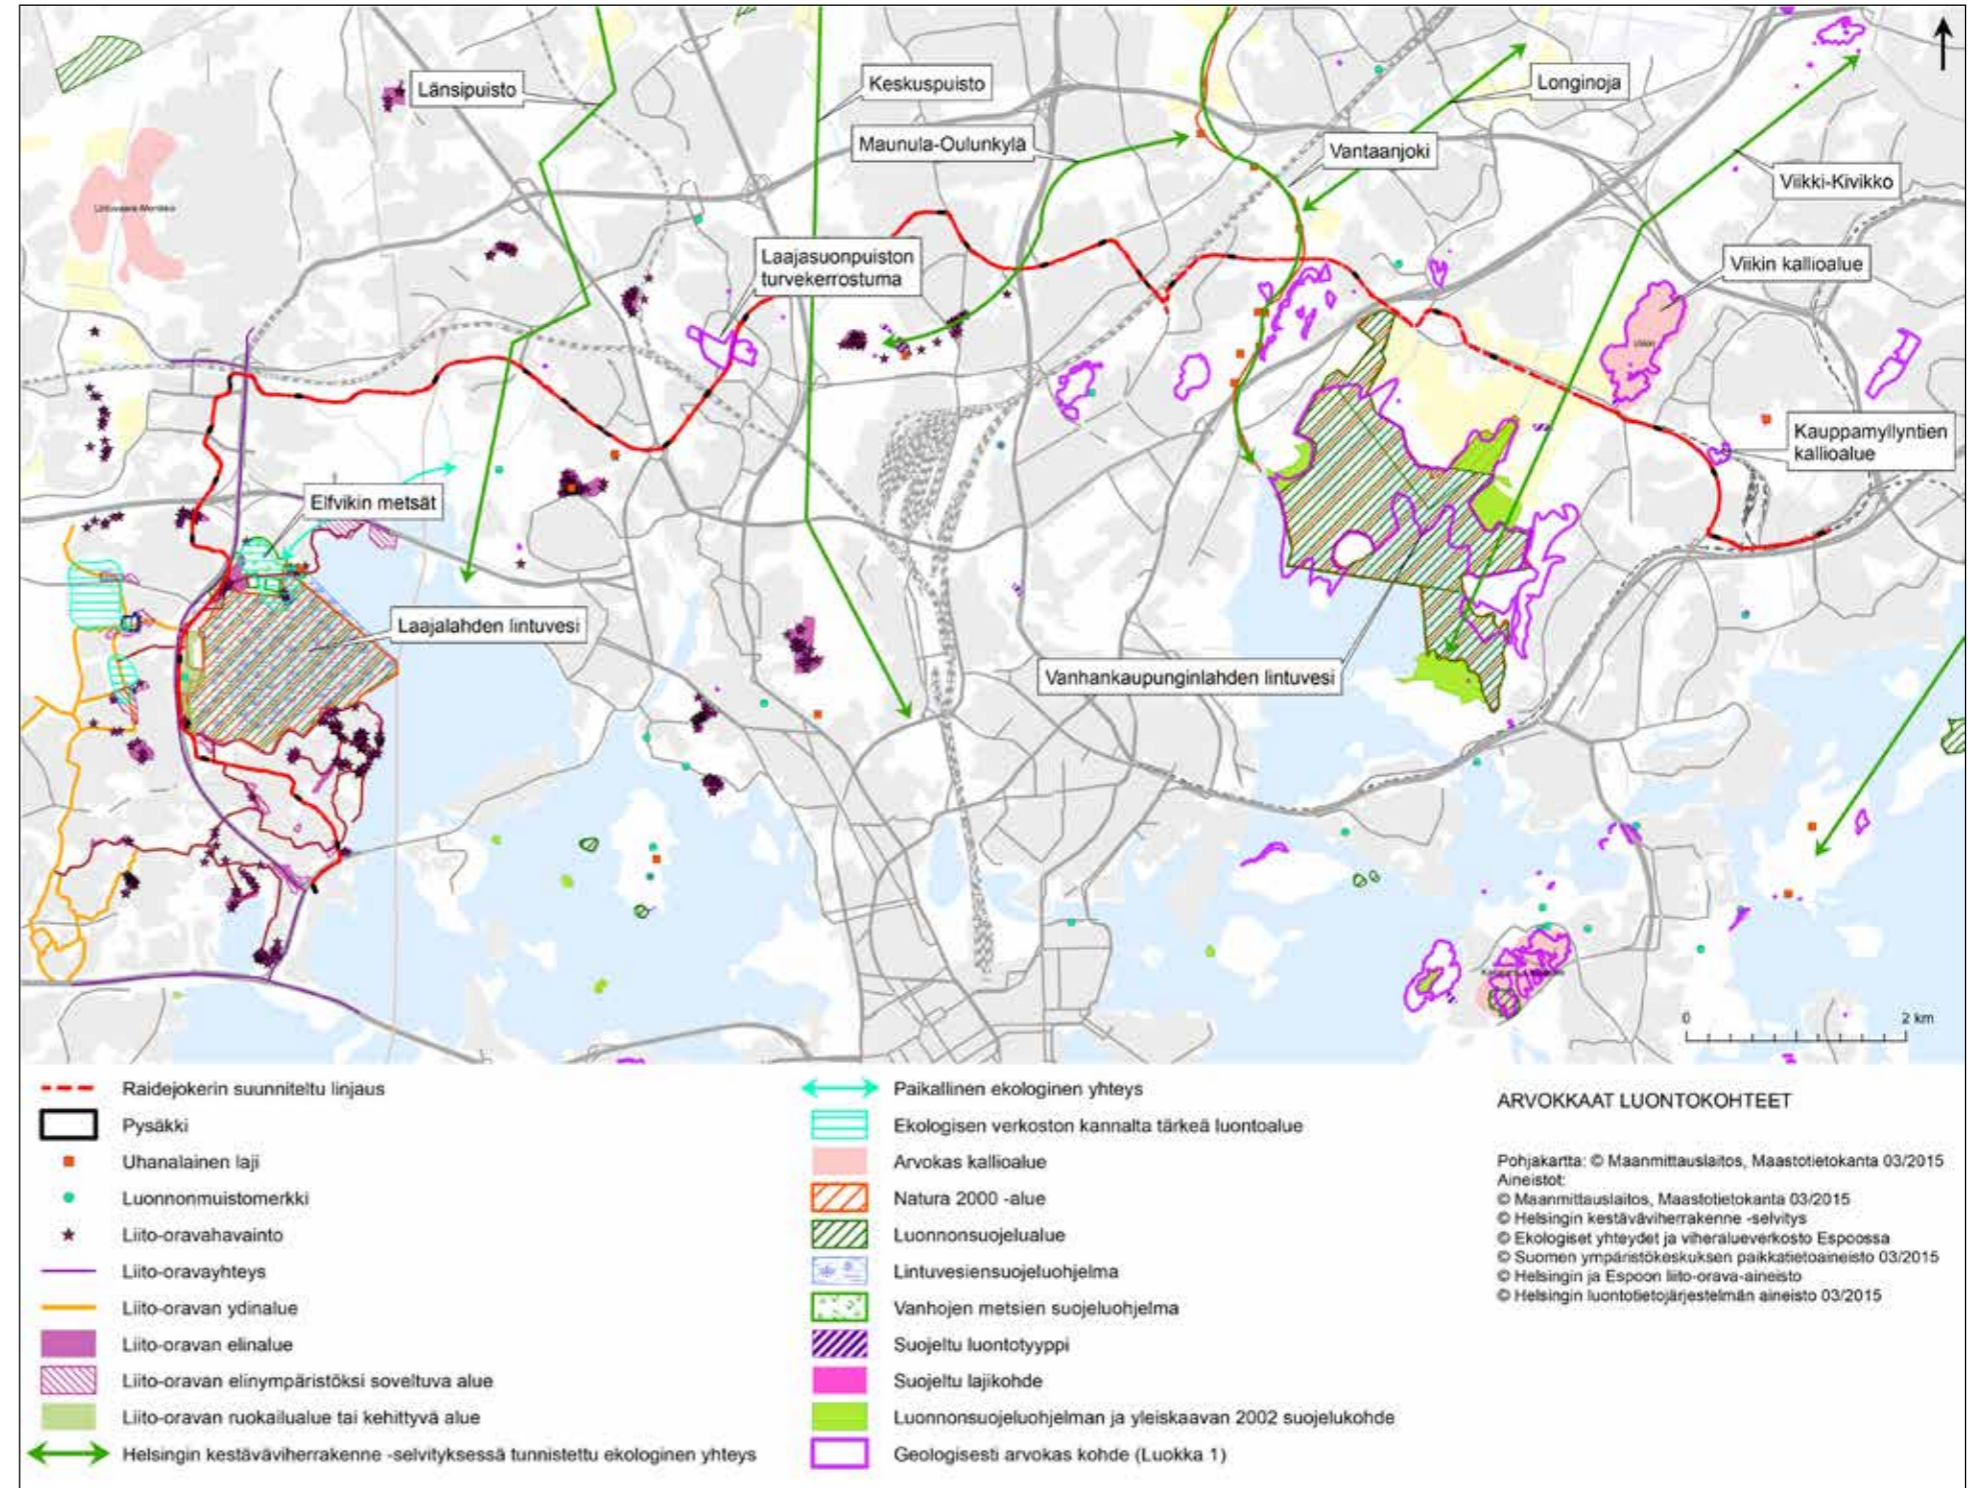 Länsipuisto
Keskuspuisto
Maunula-Oulunkylä
Longinoja
Vantaanjoki
Viikki-Kivikko
Laajasuonpuiston
turvekerrostuma
Viikin kallioalue
Kauppamyllyntien
kallioalue
Elfvikin metsät
Laajalahden lintuvesi
Vanhankaupunginlahden lintuvesi
0 2 km
Raidejokerin suunniteltu linjaus
Pysäkki
Uhanalainen laji
Luonnonmuistomerkki
Liito-oravahavainto
Liito-oravayhteys
Liito-oravan ydinalue
Liito-oravan elinalue
Liito-oravan elinympäristöksi soveltuva alue
Liito-oravan ruokailualue tai kehittyvä alue
Helsingin kestäväviherrakenne -selvityksessä tunnistettu ekologinen yhteys
Paikallinen ekologinen yhteys
Ekologisen verkoston kannalta tärkeä luontoalue
Arvokas kallioalue
Natura 2000 -alue
Luonnonsuojelualue
Lintuvesiensuojeluohjelma
Vanhojen metsien suojeluohjelma
Suojeltu luontotyyppi
Suojeltu lajikohde
Luonnonsuojeluohjelman ja yleiskaavan 2002 suojelukohde
Geologisesti arvokas kohde (Luokka 1)
ARVOKKAAT LUONTOKOHTEET
Pohjakartta: © Maanmittauslaitos, Maastotietokanta 03/2015
Aineistot:
© Maanmittauslaitos, Maastotietokanta 03/2015
© Helsingin kestäväviherrakenne -selvitys
© Ekologiset yhteydet ja viheralueverkosto Espoossa
© Suomen ympäristökeskuksen paikkatietoaineisto 03/2015
© Helsingin ja Espoon liito-orava-aineisto
© Helsingin luontotietojärjestelmän aineisto 03/2015